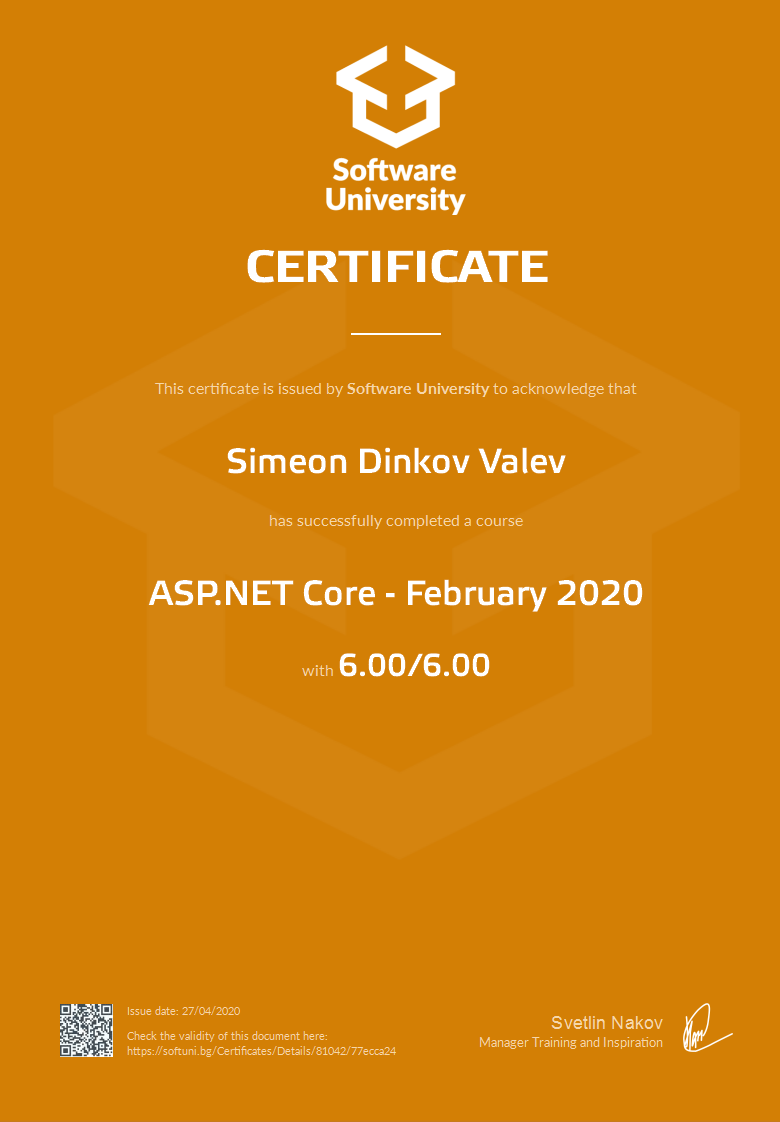 Software
University
CERTIFICATE
This certificate is issued by Software University to acknowledge that
Simeon Dinkov Valev
has successfully completed a course
ASP.NET Core - February 2020
with 6.00/6.00
Issue date: 27/04/2020
Check the validity of this document here:
https://softuni.bg/Certificates/Details/81042/77ecca24
Svetlin Nakov
Manager Training and Inspiration